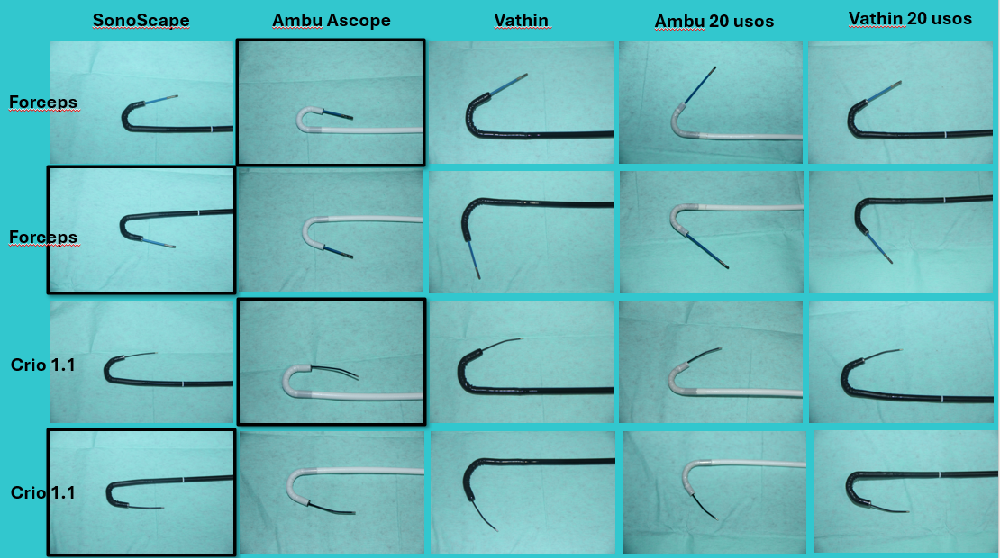 SonoScape
Ambu Ascope
Vathin
Ambu 20 usos
Vathin 20 usos
Forceps
Forceps
Crio 1.1
Crio 1.1